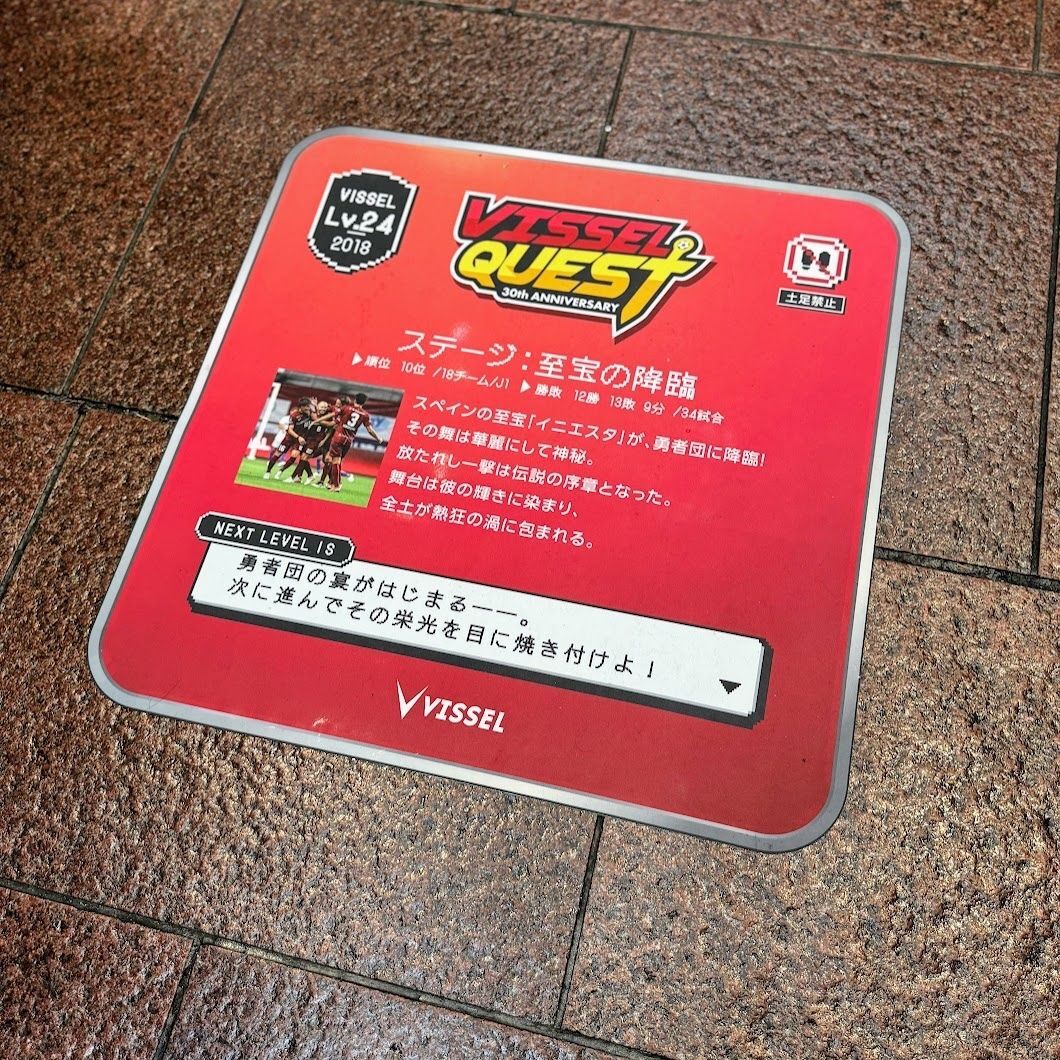 VISSEL
Lv.24
2018
VISSEL
QUEST
30th ANNIVERSARY
土足禁止
ステージ：至宝の降臨
▶順位 10位 /18チーム/J1 ▶勝敗 12勝 13敗 9分 /34試合
スペインの至宝「イニエスタ」が、勇者団に降臨!
その舞は華麗にして神秘。
放たれし一撃は伝説の序章となった。
舞台は彼の輝きに染まり、
全土が熱狂の渦に包まれる。
3
NEXT LEVEL IS
勇者団の宴がはじまる――。
次に進んでその栄光を目に焼き付けよ！
▼
VISSEL